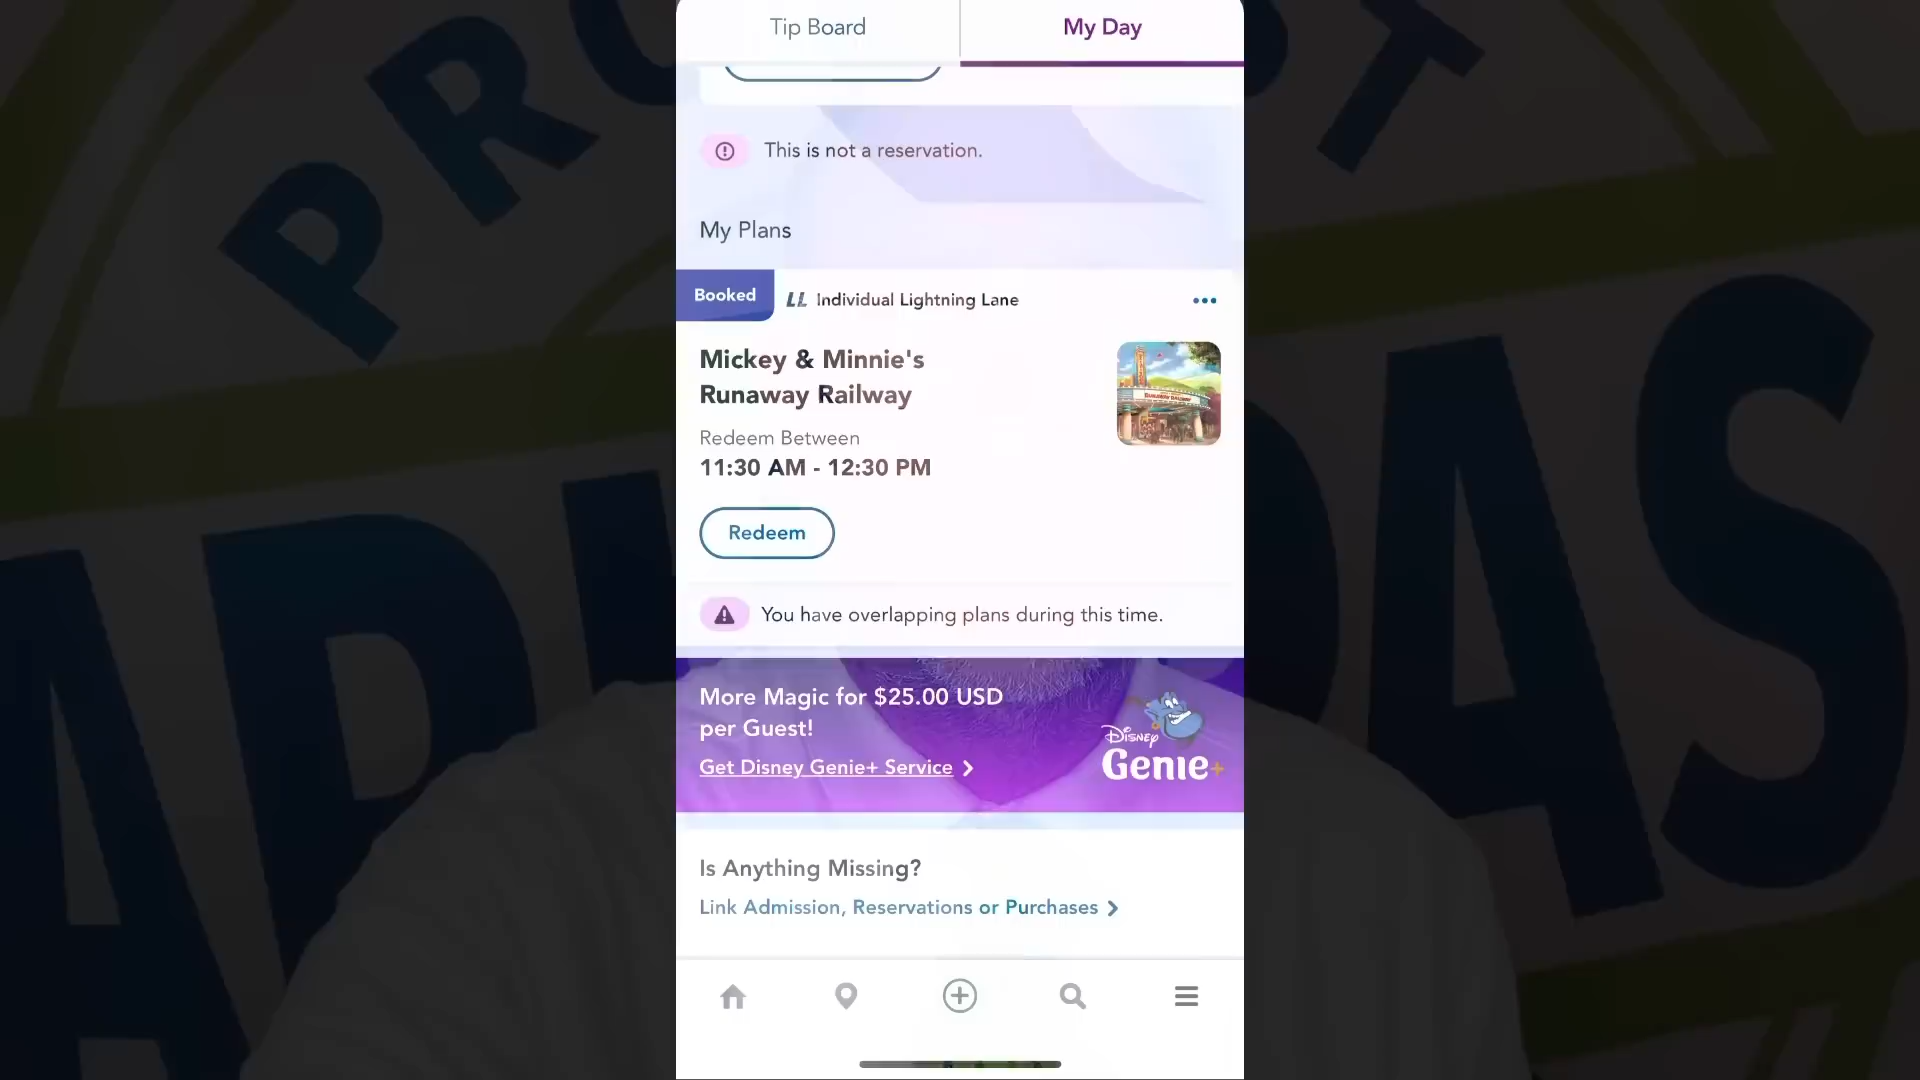 Tip Board
My Day
This is not a reservation.
My Plans
Booked
LL Individual Lightning Lane
Mickey & Minnie's
Runaway Railway
Redeem Between
11:30 AM - 12:30 PM
Redeem
You have overlapping plans during this time.
More Magic for $25.00 USD
per Guest!
Get Disney Genie+ Service
Disney
Genie+
Is Anything Missing?
Link Admission, Reservations or Purchases